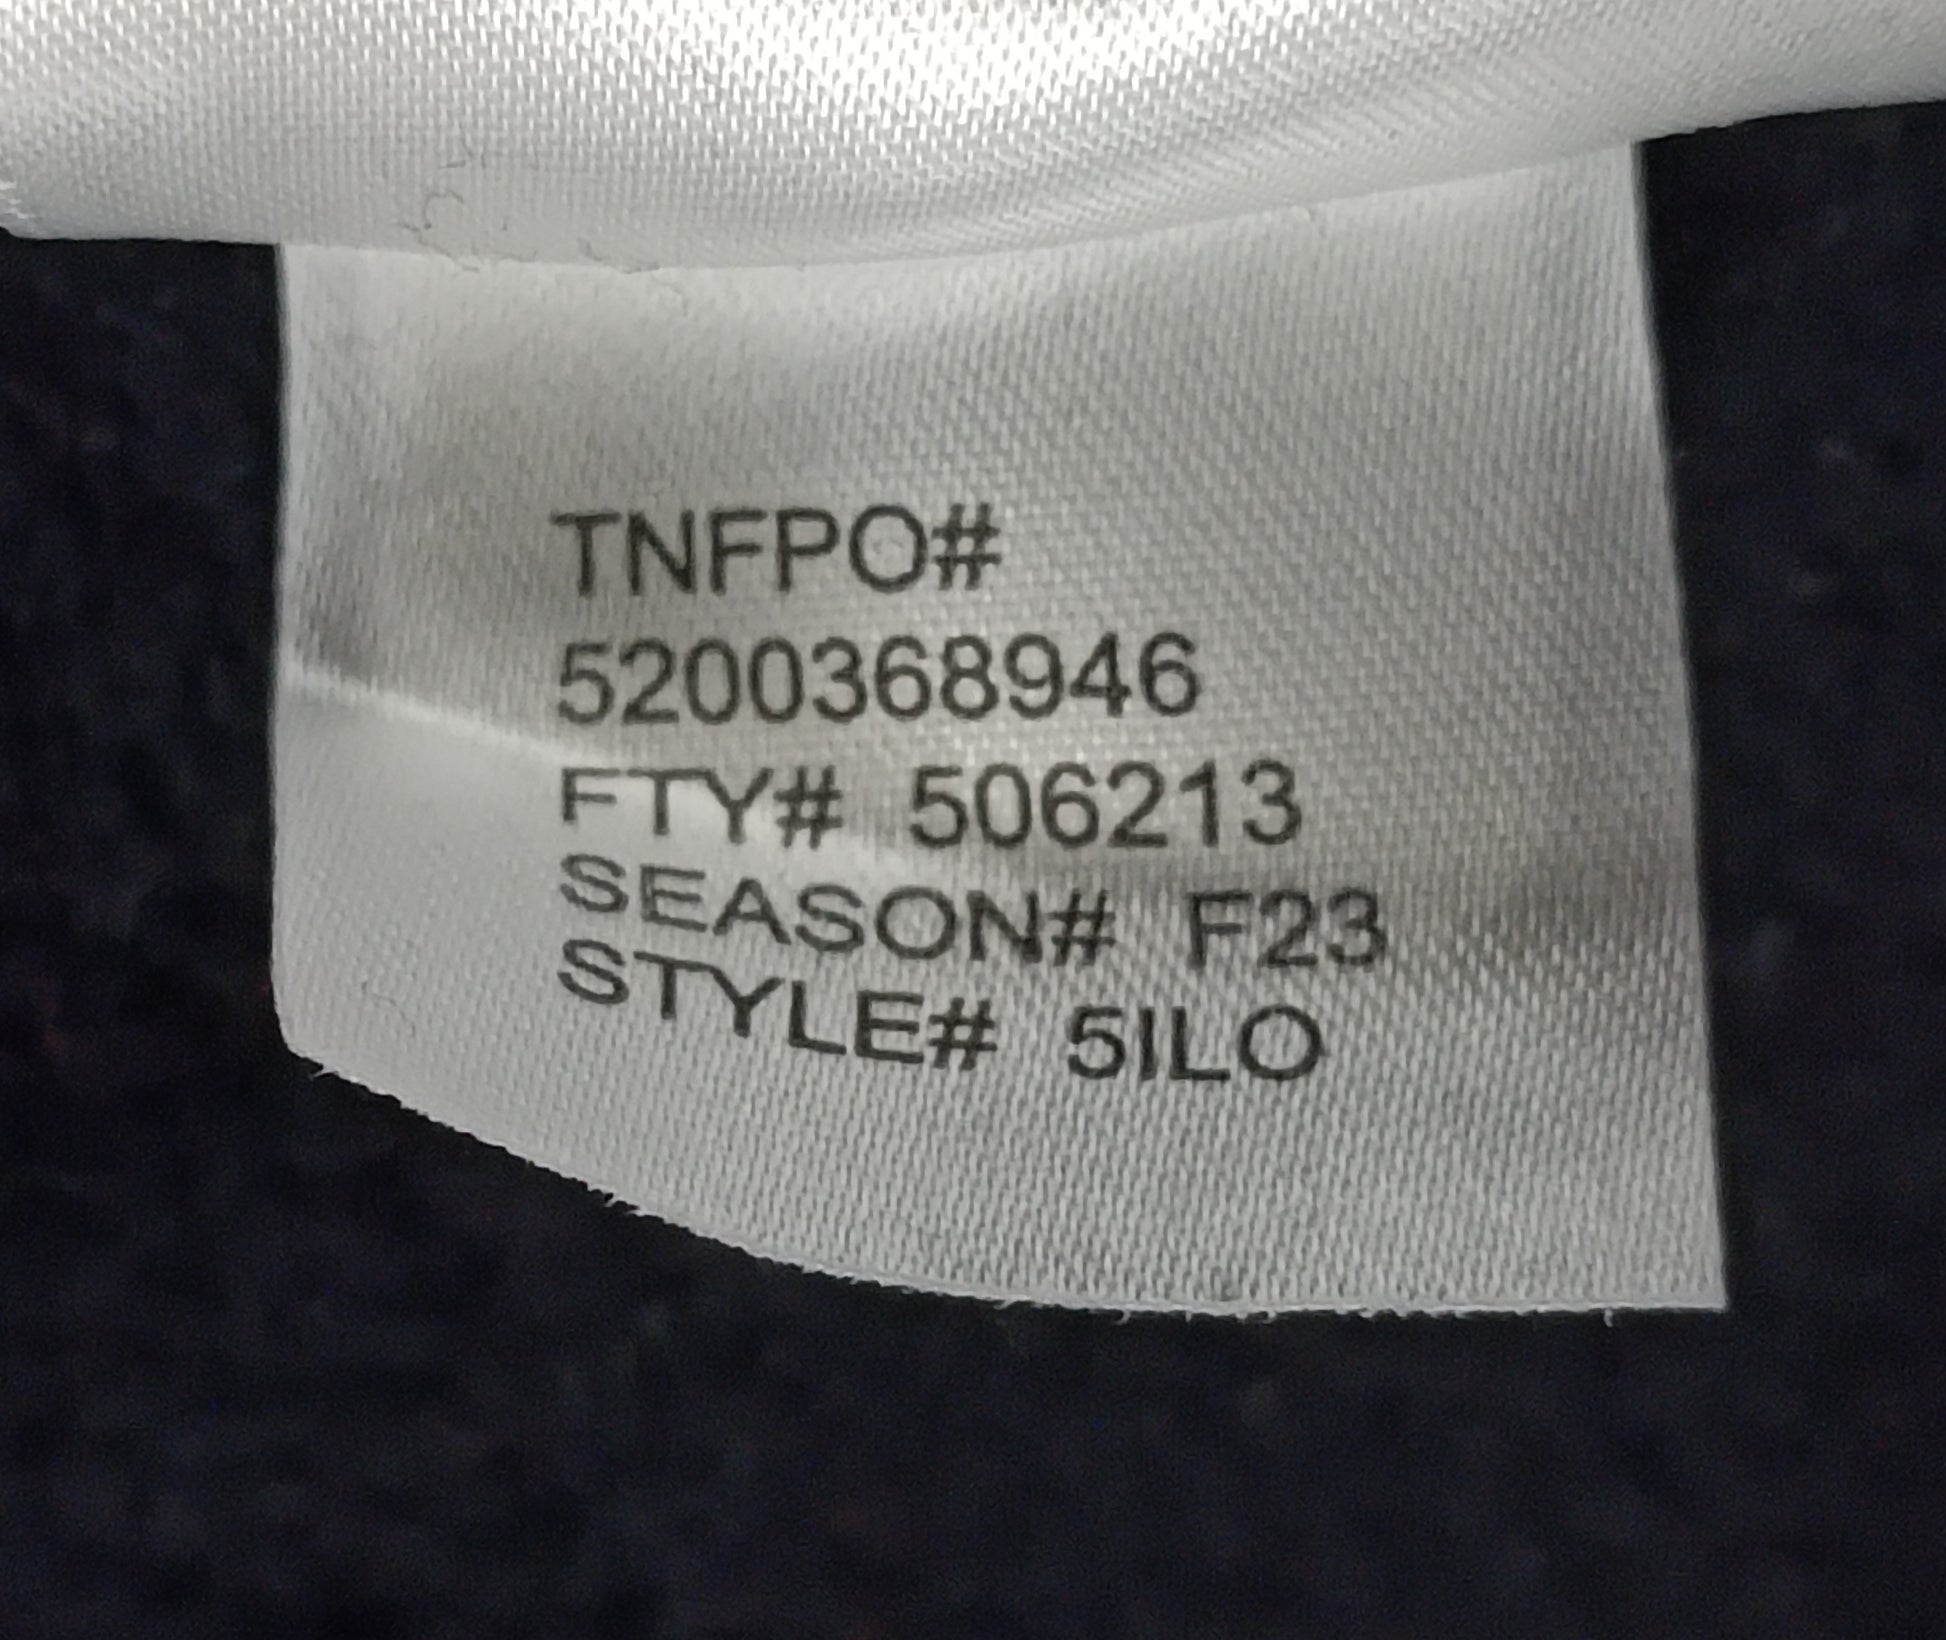 TNFPO#
5200368946
FTY# 506213
SEASON# F23
STYLE# 5ILO